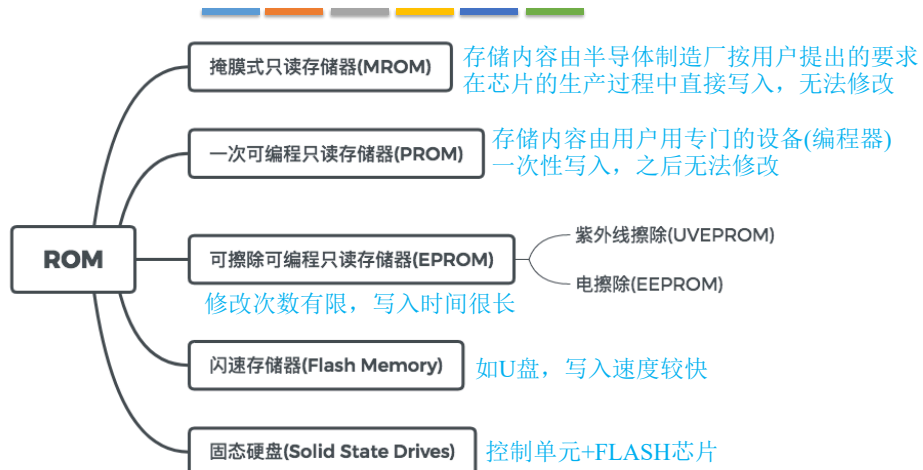 掩膜式只读存储器(MROM)
存储内容由半导体制造厂按用户提出的要求
在芯片的生产过程中直接写入，无法修改
一次可编程只读存储器(PROM)
存储内容由用户用专门的设备(编程器)
一次性写入，之后无法修改
ROM
可擦除可编程只读存储器(EPROM)
紫外线擦除(UVEPROM)
电擦除(EEPROM)
修改次数有限，写入时间很长
闪速存储器(Flash Memory)
如U盘，写入速度较快
固态硬盘(Solid State Drives)
控制单元+FLASH芯片